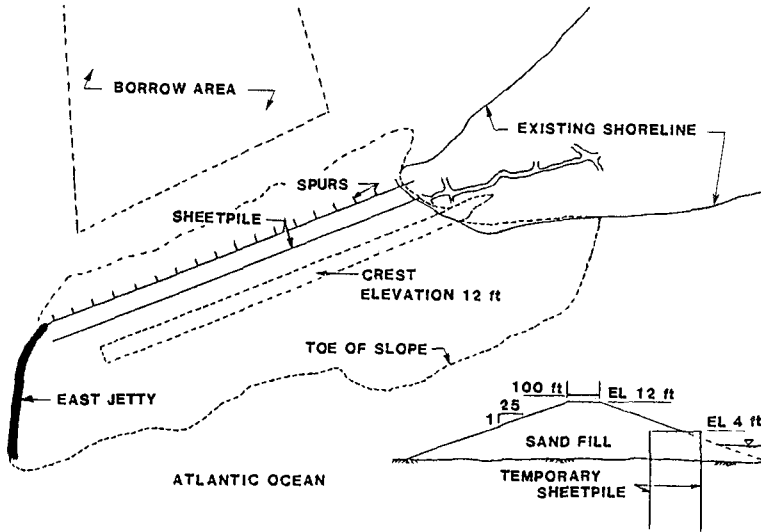 BORROW AREA
EXISTING SHORELINE
SPURS
SHEETPILE
CREST
ELEVATION 12 ft
TOE OF SLOPE
EAST JETTY
100 ft
EL 12 ft
25
1
EL 4 ft
SAND FILL
ATLANTIC OCEAN
TEMPORARY
SHEETPILE